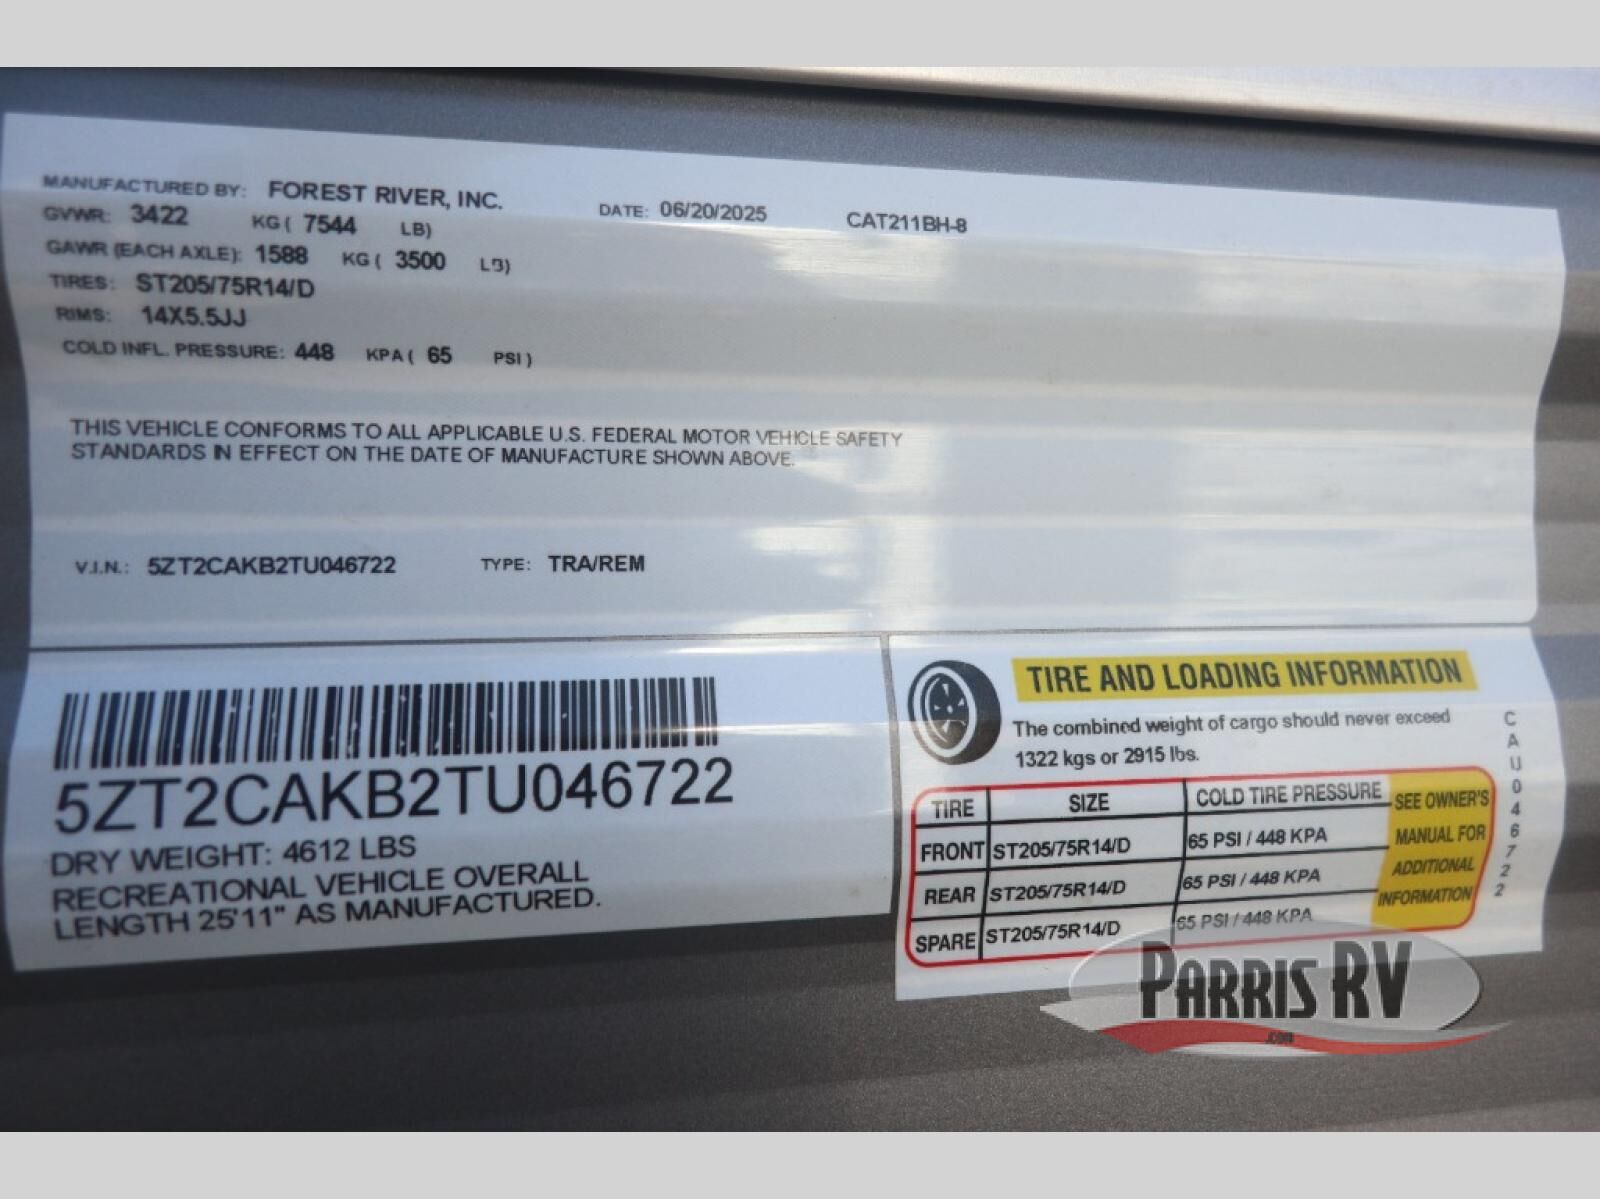 MANUFACTURED BY: FOREST RIVER, INC. DATE: 06/20/2025 CAT211BH-8
GVWR: 3422 KG ( 7544 LB)
GAWR (EACH AXLE): 1588 KG ( 3500 LB)
TIRES: ST205/75R14/D
RIMS: 14X5.5JJ
COLD INFL. PRESSURE: 448 KPA ( 65 PSI )
THIS VEHICLE CONFORMS TO ALL APPLICABLE U.S. FEDERAL MOTOR VEHICLE SAFETY
STANDARDS IN EFFECT ON THE DATE OF MANUFACTURE SHOWN ABOVE.
V.I.N.: 5ZT2CAKB2TU046722 TYPE: TRA/REM
5ZT2CAKB2TU046722
DRY WEIGHT: 4612 LBS
RECREATIONAL VEHICLE OVERALL
LENGTH 25'11" AS MANUFACTURED.
TIRE AND LOADING INFORMATION
The combined weight of cargo should never exceed
1322 kgs or 2915 lbs.
TIRE SIZE COLD TIRE PRESSURE
FRONT ST205/75R14/D 65 PSI / 448 KPA
REAR ST205/75R14/D 65 PSI / 448 KPA
SPARE ST205/75R14/D 65 PSI / 448 KPA
SEE OWNER'S
MANUAL FOR
ADDITIONAL
INFORMATION
CAU046722
PARRIS RV
.com